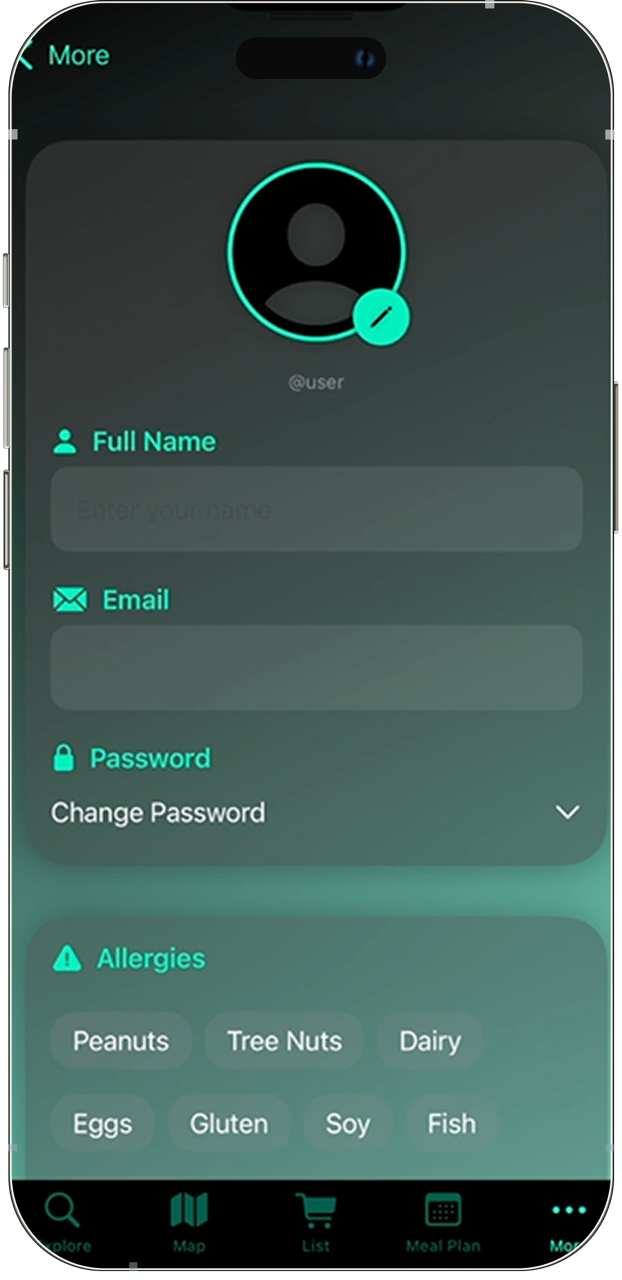 More
@user
Full Name
Enter your name
Email
Password
Change Password
Allergies
Peanuts Tree Nuts Dairy
Eggs Gluten Soy Fish
xplore Map List Meal Plan Mor